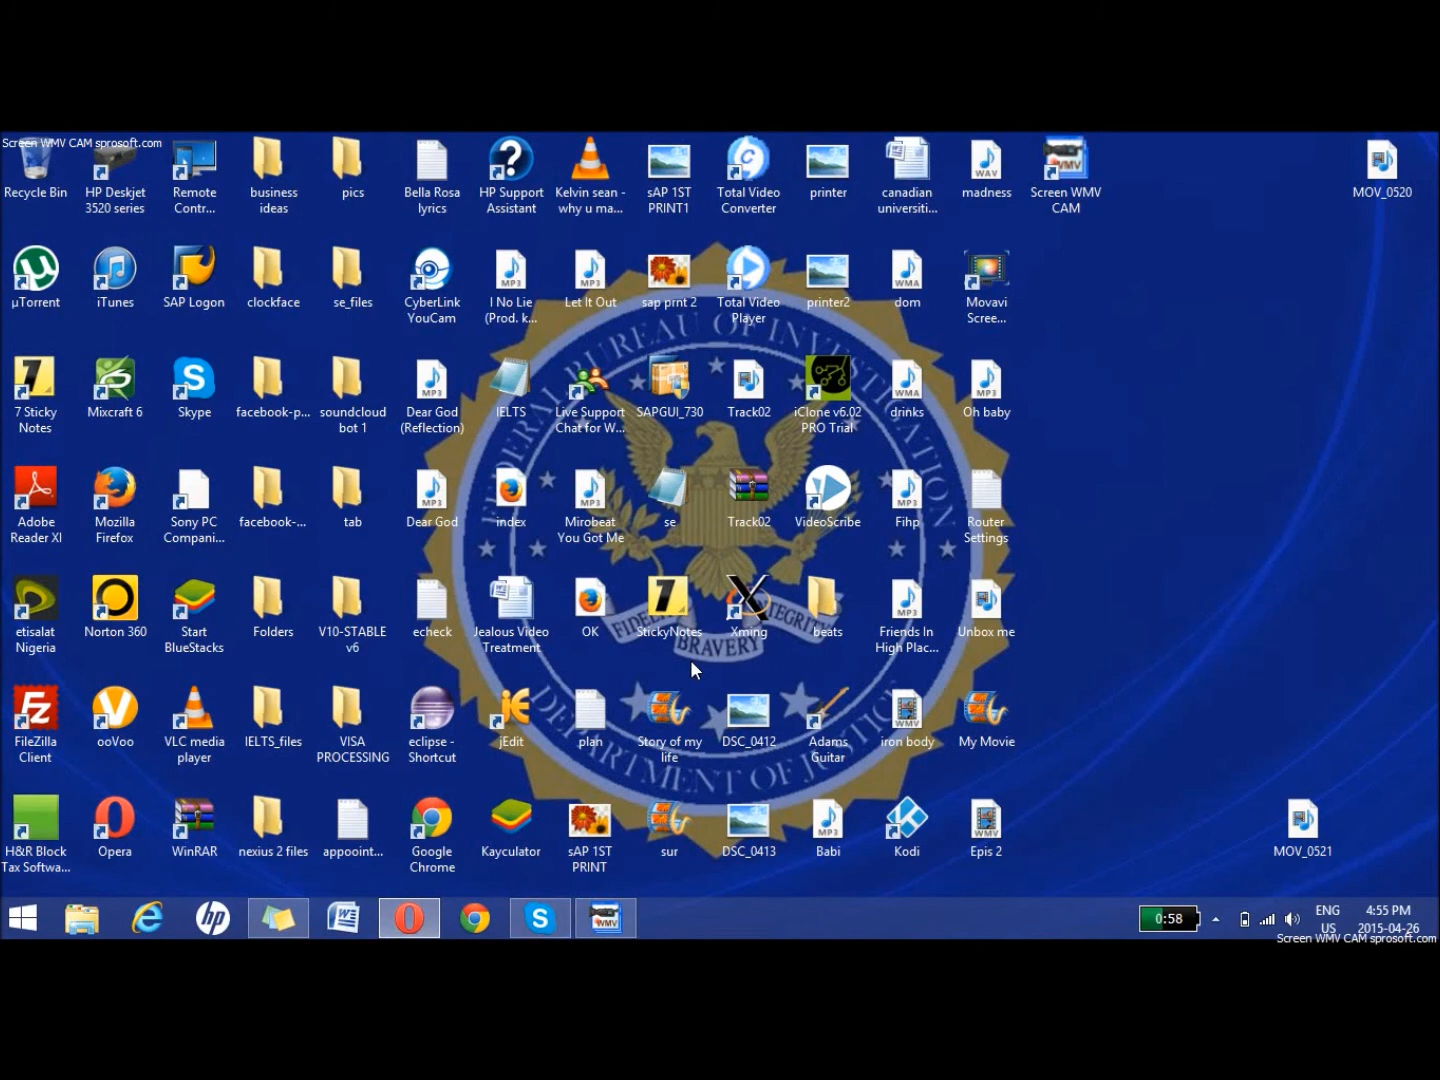 Screen WMV CAM sprosoft.com
Recycle Bin
HP Deskjet
3520 series
Remote
Contr...
business
ideas
pics
Bella Rosa
lyrics
HP Support
Assistant
Kelvin sean -
why u ma...
sAP 1ST
PRINT1
Total Video
Converter
printer
canadian
universiti...
madness
Screen WMV
CAM
MOV_0520
µTorrent
iTunes
SAP Logon
clockface
se_files
CyberLink
YouCam
I No Lie
(Prod. k...
Let It Out
sap prnt 2
Total Video
Player
printer2
dom
Movavi
Scree...
7 Sticky
Notes
Mixcraft 6
Skype
facebook-p...
soundcloud
bot 1
Dear God
(Reflection)
IELTS
Live Support
Chat for W...
SAPGUI_730
Track02
iClone v6.02
PRO Trial
drinks
Oh baby
Adobe
Reader XI
Mozilla
Firefox
Sony PC
Compani...
facebook-...
tab
Dear God
index
Mirobeat
You Got Me
se
Track02
VideoScribe
Fihp
Router
Settings
etisalat
Nigeria
Norton 360
Start
BlueStacks
Folders
V10-STABLE
v6
echeck
Jealous Video
Treatment
OK
StickyNotes
Xming
beats
Friends In
High Plac...
Unbox me
FileZilla
Client
ooVoo
VLC media
player
IELTS_files
VISA
PROCESSING
eclipse -
Shortcut
jEdit
plan
Story of my
life
DSC_0412
Adams
Guitar
iron body
My Movie
H&R Block
Tax Softwa...
Opera
WinRAR
nexius 2 files
appoint...
Google
Chrome
Kayculator
sAP 1ST
PRINT
sur
DSC_0413
Babi
Kodi
Epis 2
MOV_0521
FEDERAL BUREAU OF INVESTIGATION
BRAVERY
INTEGRITY
DEPARTMENT OF JUSTICE
0:58
ENG
US
4:55 PM
2015-04-26
Screen WMV CAM sprosoft.com